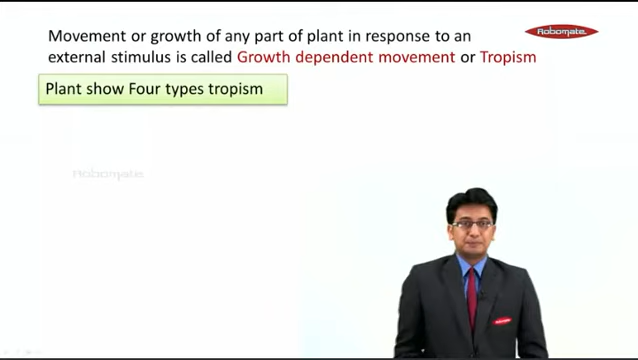 Movement or growth of any part of plant in response to an
external stimulus is called Growth dependent movement or Tropism
Robomate.
Plant show Four types tropism
Robomate.